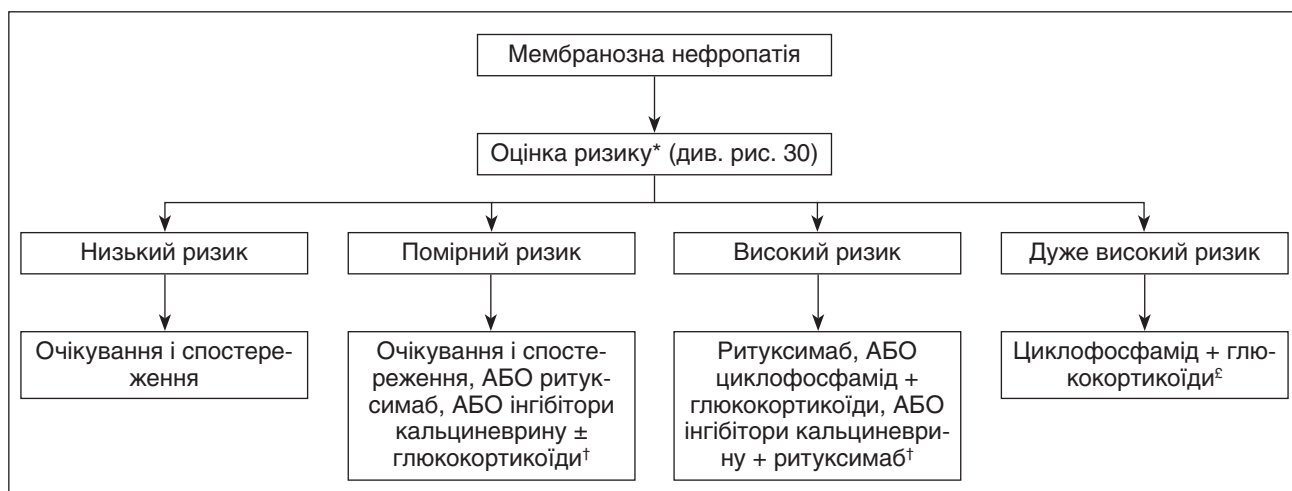 Мембранозна нефропатія
Оцінка ризику* (див. рис. 30)
Низький ризик
Помірний ризик
Високий ризик
Дуже високий ризик
Очікування і спостере-
ження
Очікування і спосте-
реження, АБО ритук-
симаб, АБО інгібітори
кальциневрину ±
глюкокортикоїди†
Ритуксимаб, АБО
циклофосфамід +
глюкокортикоїди, АБО
інгібітори кальциневри-
ну + ритуксимаб†
Циклофосфамід + глю-
кокортикоїди£